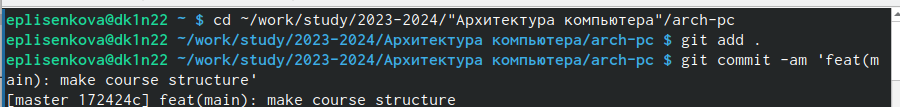 eplisenkova@dk1n22 ~ $ cd ~/work/study/2023-2024/"Архитектура компьютера"/arch-pc
eplisenkova@dk1n22 ~/work/study/2023-2024/Архитектура компьютера/arch-pc $ git add .
eplisenkova@dk1n22 ~/work/study/2023-2024/Архитектура компьютера/arch-pc $ git commit -am 'feat(m
ain): make course structure'
[master 172424c] feat(main): make course structure